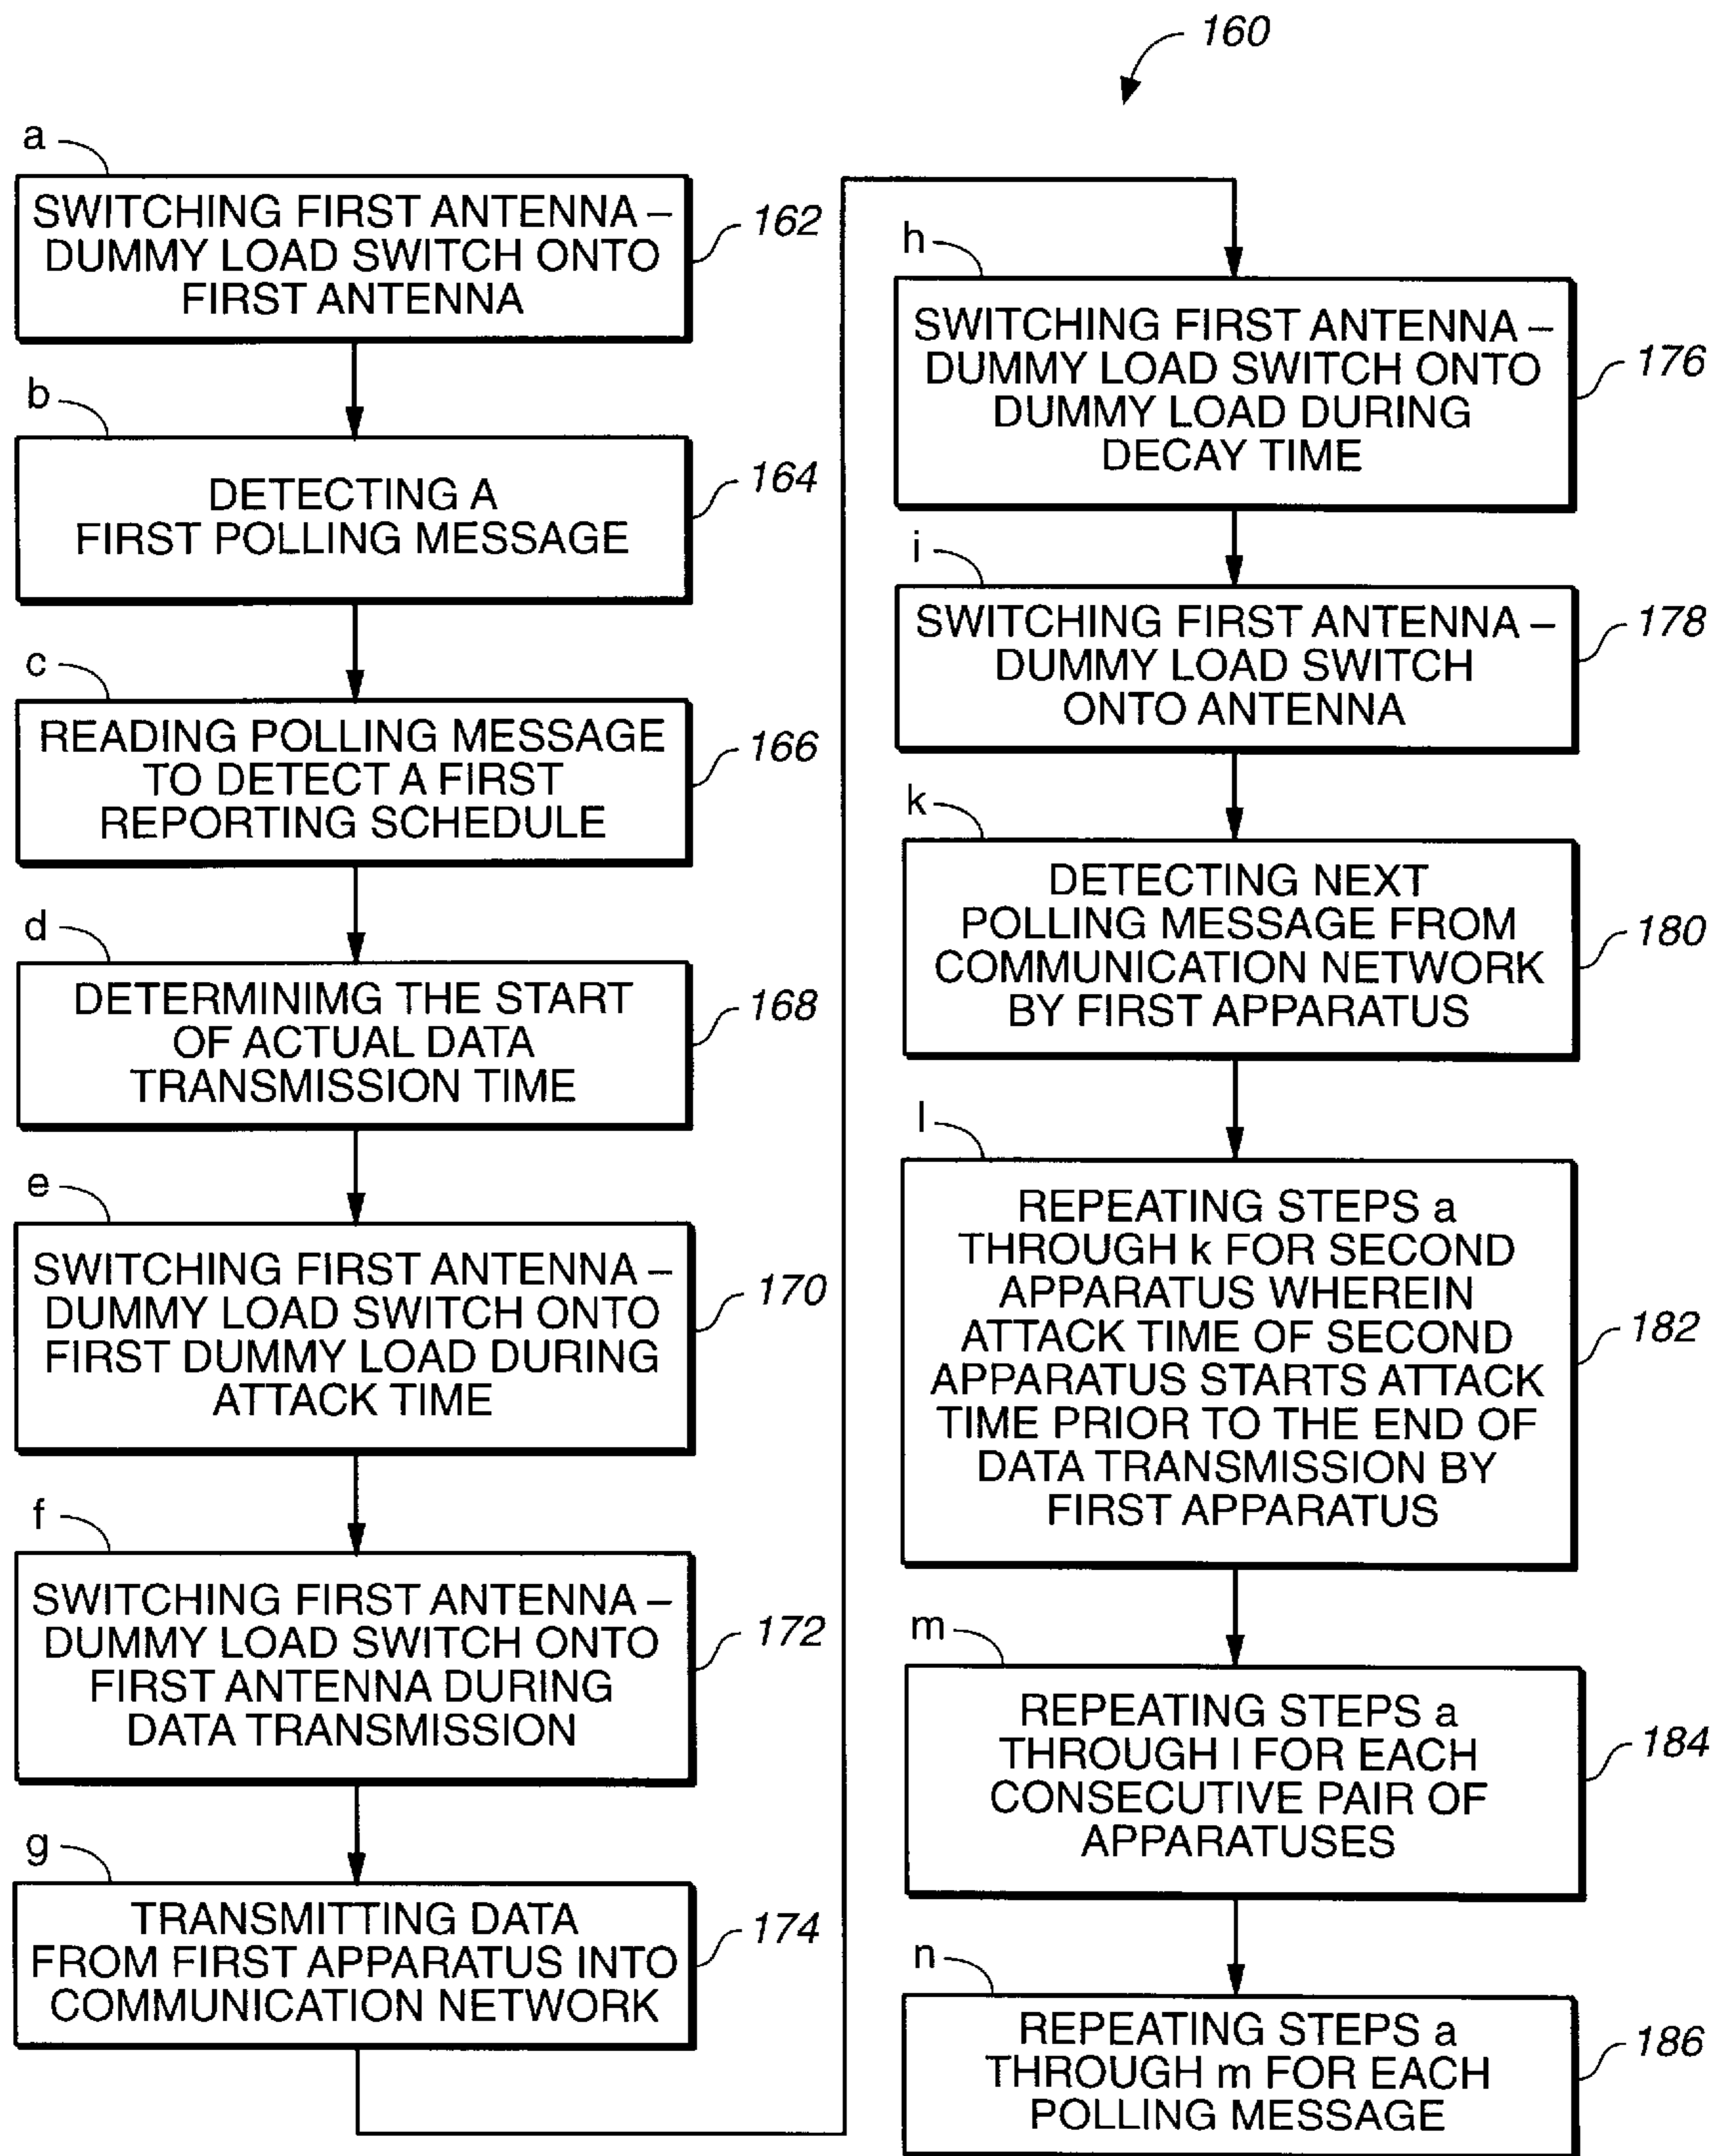 160
a
SWITCHING FIRST ANTENNA –
DUMMY LOAD SWITCH ONTO
FIRST ANTENNA
162
b
DETECTING A
FIRST POLLING MESSAGE
164
c
READING POLLING MESSAGE
TO DETECT A FIRST
REPORTING SCHEDULE
166
d
DETERMINIMG THE START
OF ACTUAL DATA
TRANSMISSION TIME
168
e
SWITCHING FIRST ANTENNA –
DUMMY LOAD SWITCH ONTO
FIRST DUMMY LOAD DURING
ATTACK TIME
170
f
SWITCHING FIRST ANTENNA –
DUMMY LOAD SWITCH ONTO
FIRST ANTENNA DURING
DATA TRANSMISSION
172
g
TRANSMITTING DATA
FROM FIRST APPARATUS INTO
COMMUNICATION NETWORK
174
h
SWITCHING FIRST ANTENNA –
DUMMY LOAD SWITCH ONTO
DUMMY LOAD DURING
DECAY TIME
176
i
SWITCHING FIRST ANTENNA –
DUMMY LOAD SWITCH
ONTO ANTENNA
178
k
DETECTING NEXT
POLLING MESSAGE FROM
COMMUNICATION NETWORK
BY FIRST APPARATUS
180
l
REPEATING STEPS a
THROUGH k FOR SECOND
APPARATUS WHEREIN
ATTACK TIME OF SECOND
APPARATUS STARTS ATTACK
TIME PRIOR TO THE END OF
DATA TRANSMISSION BY
FIRST APPARATUS
182
m
REPEATING STEPS a
THROUGH l FOR EACH
CONSECUTIVE PAIR OF
APPARATUSES
184
n
REPEATING STEPS a
THROUGH m FOR EACH
POLLING MESSAGE
186